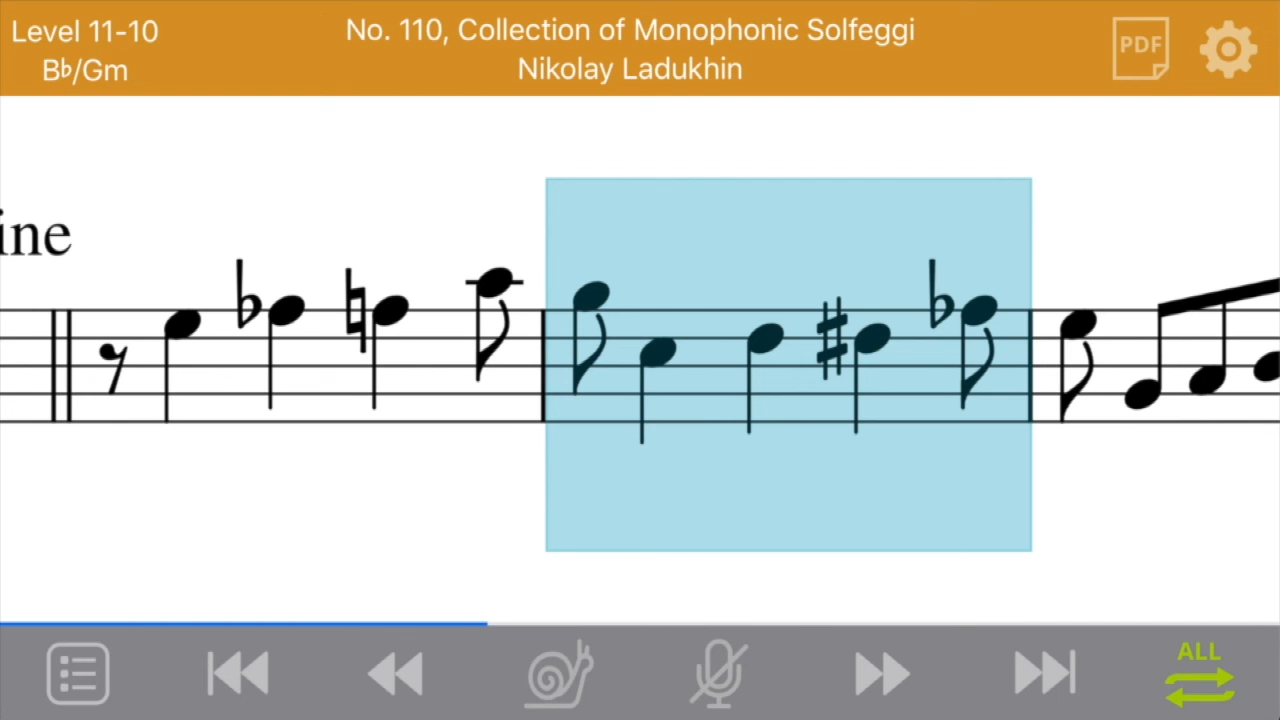 Level 11-10
B♭/Gm
No. 110, Collection of Monophonic Solfeggi
Nikolay Ladukhin
PDF
ine
ALL